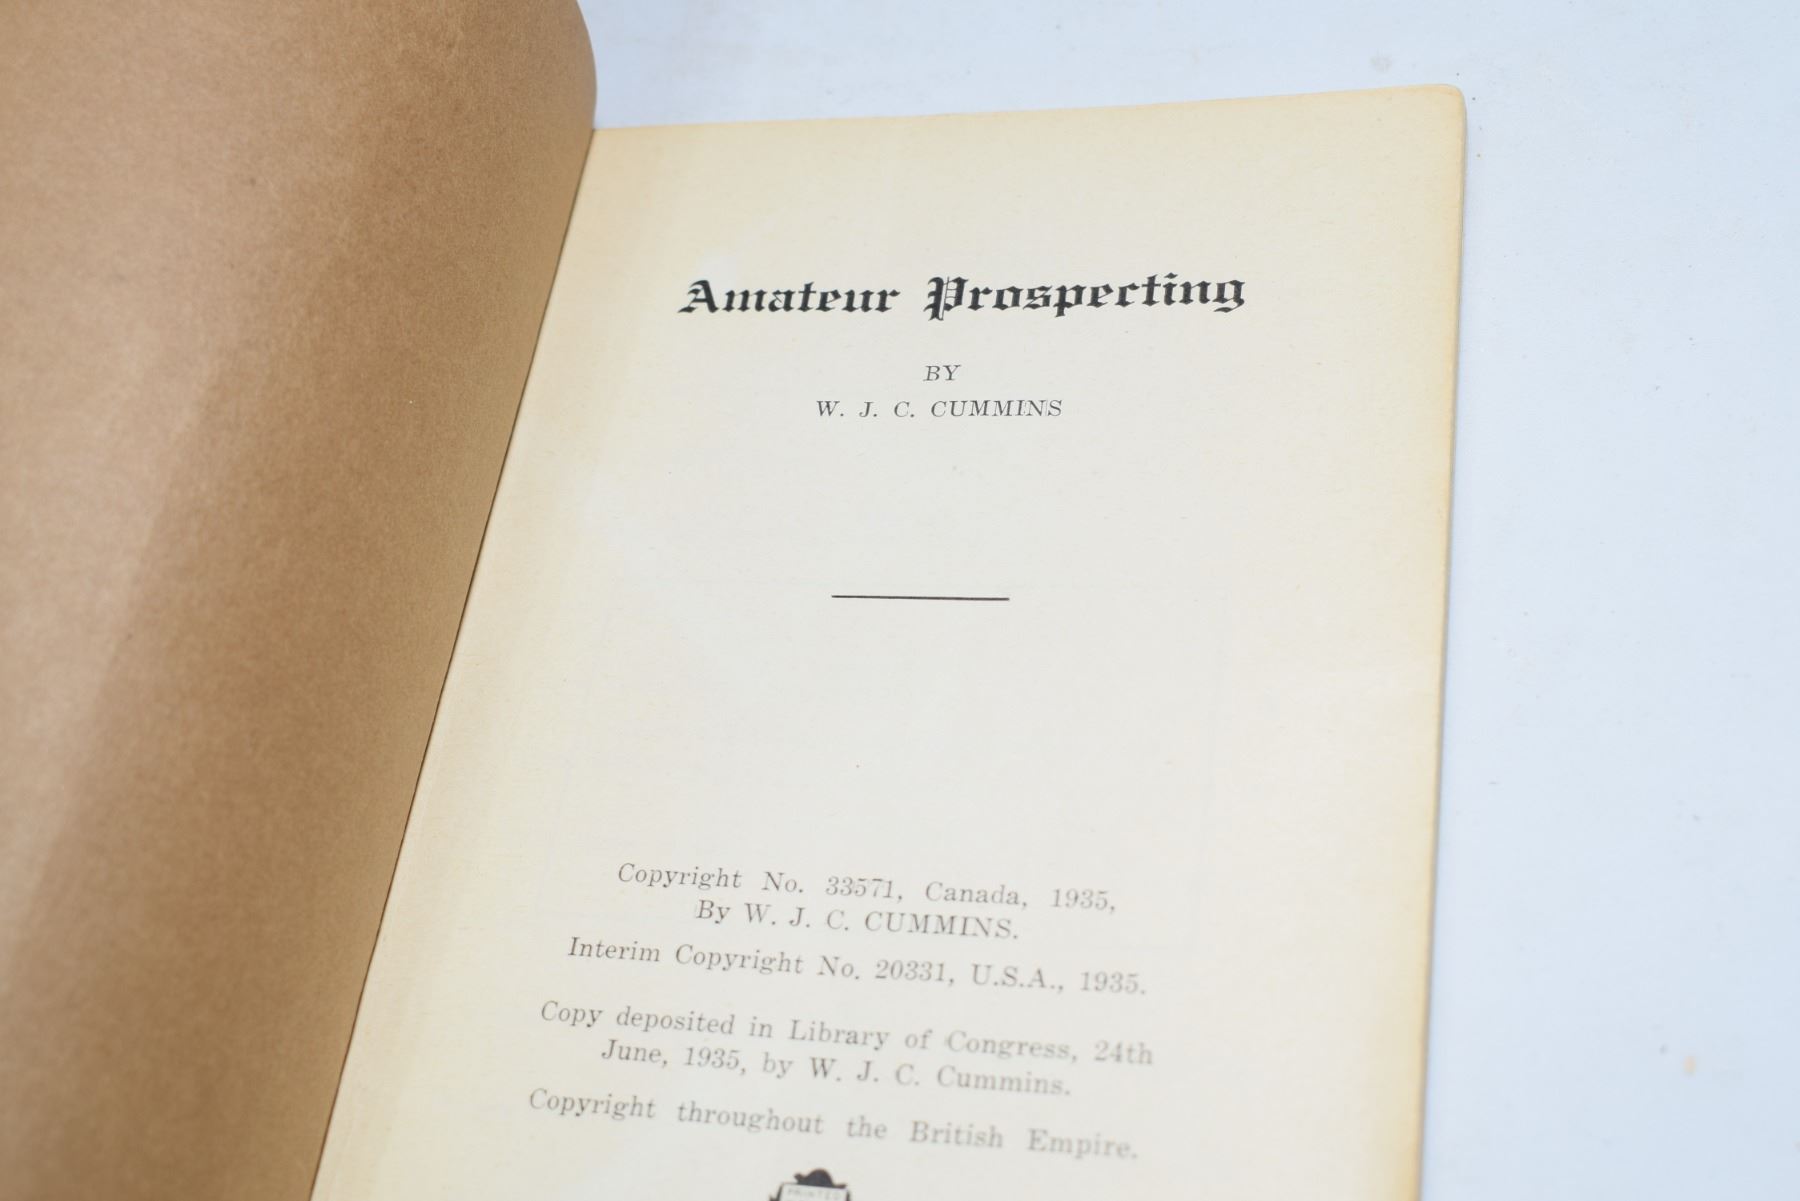 Amateur Prospecting
BY
W. J. C. CUMMINS
Copyright No. 33571, Canada, 1935,
By W. J. C. CUMMINS.
Interim Copyright No. 20331, U.S.A., 1935.
Copy deposited in Library of Congress, 24th
June, 1935, by W. J. C. Cummins.
Copyright throughout the British Empire.
PRINTED